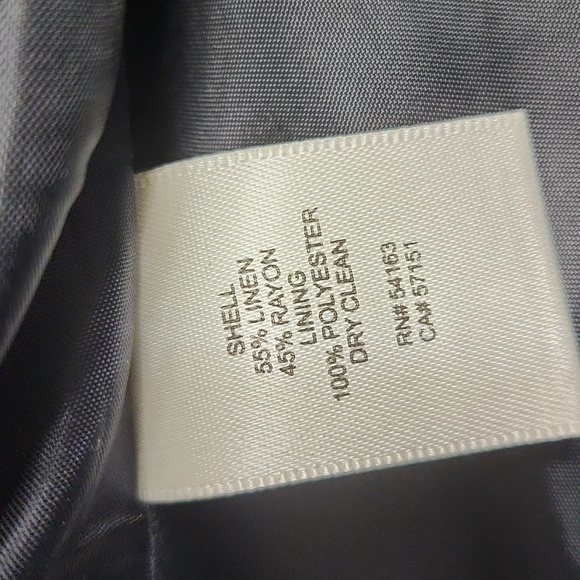 SHELL
55% LINEN
45% RAYON
LINING
100% POLYESTER
DRY CLEAN
RN# 54163
CA# 57151